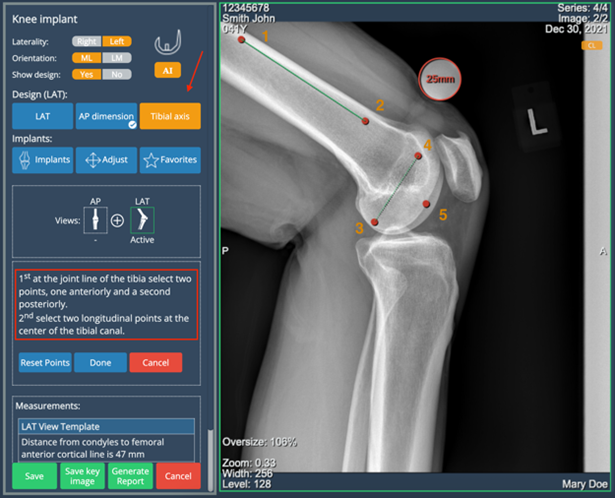 Knee implant
Laterality: Right Left
Orientation: ML LM
Show design: Yes No
AI
Design (LAT):
LAT AP dimension Tibial axis
Implants:
Implants Adjust Favorites
AP LAT
Views:
- Active
1st at the joint line of the tibia select two
points, one anteriorly and a second
posteriorly.
2nd select two longitudinal points at the
center of the tibial canal.
Reset Points Done Cancel
Measurements:
LAT View Template
Distance from condyles to femoral
anterior cortical line is 47 mm
Save Save key image Generate Report Cancel
12345678
Smith John
041Y
Series: 4/4
Image: 2/2
Dec 30, 2021
CL
1
25mm
2
L
4
5
3
P
A
Oversize: 106%
Zoom: 0.33
Width: 256
Level: 128
Mary Doe